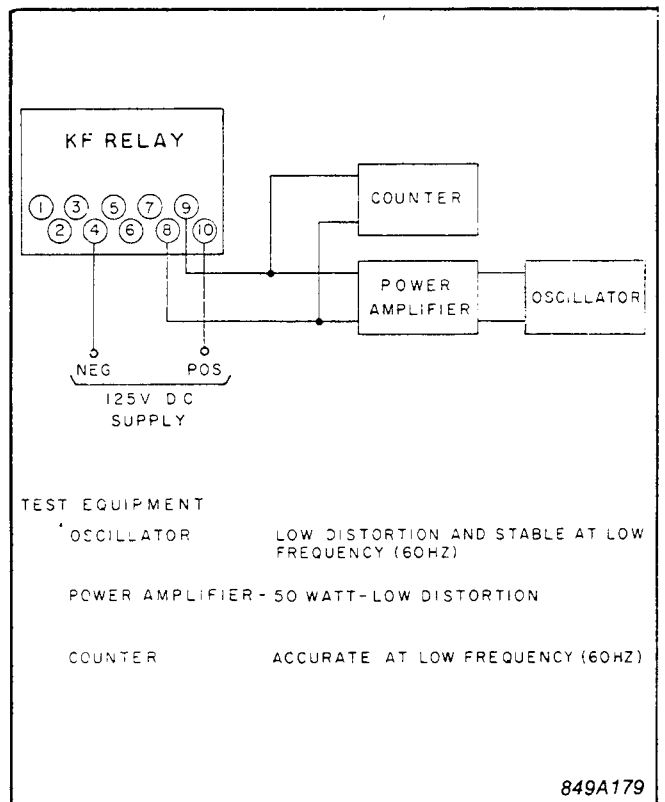 KF RELAY
1 3 5 7 9
2 4 6 8 10
COUNTER
POWER
AMPLIFIER
OSCILLATOR
NEG POS
125V DC
SUPPLY
TEST EQUIPMENT
OSCILLATOR LOW DISTORTION AND STABLE AT LOW
FREQUENCY (60HZ)
POWER AMPLIFIER - 50 WATT-LOW DISTORTION
COUNTER ACCURATE AT LOW FREQUENCY (60HZ)
849A179